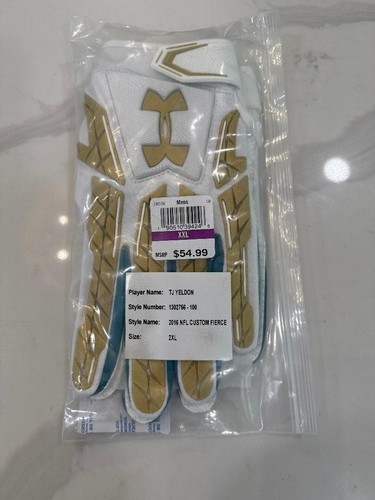 Mens
XXL
MSRP $54.99
Player Name: TJ YELDON
Style Number: 1302756 - 100
Style Name: 2016 NFL CUSTOM FIERCE
Size: 2XL